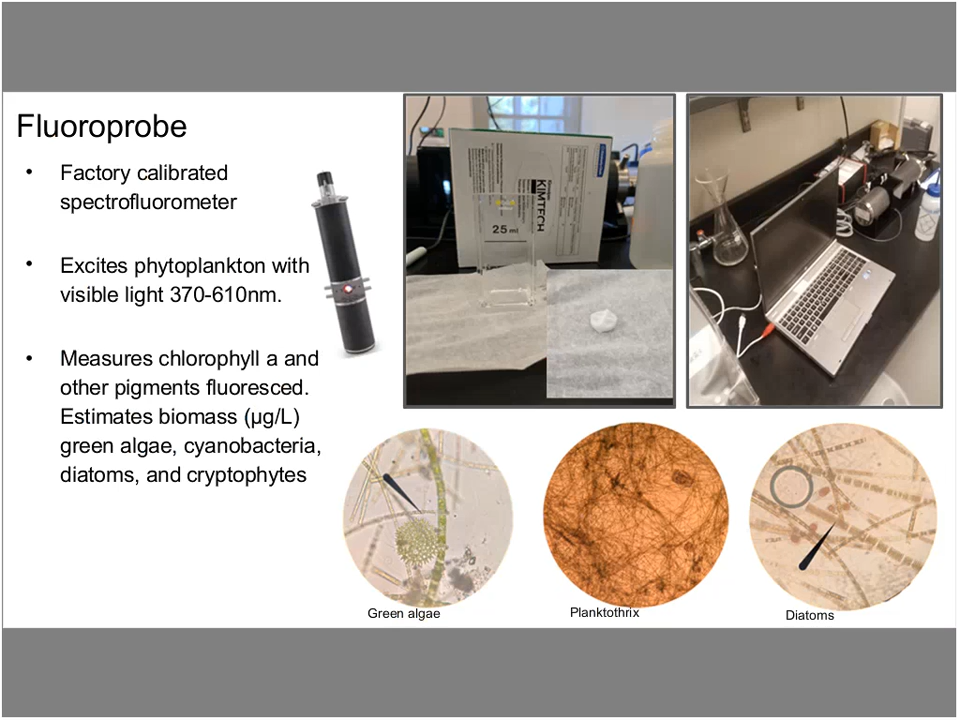 Fluoroprobe
• Factory calibrated
spectrofluorometer
• Excites phytoplankton with
visible light 370-610nm.
• Measures chlorophyll a and
other pigments fluoresced.
Estimates biomass (µg/L)
green algae, cyanobacteria,
diatoms, and cryptophytes
KIMTECH
25 ml
Green algae
Planktothrix
Diatoms